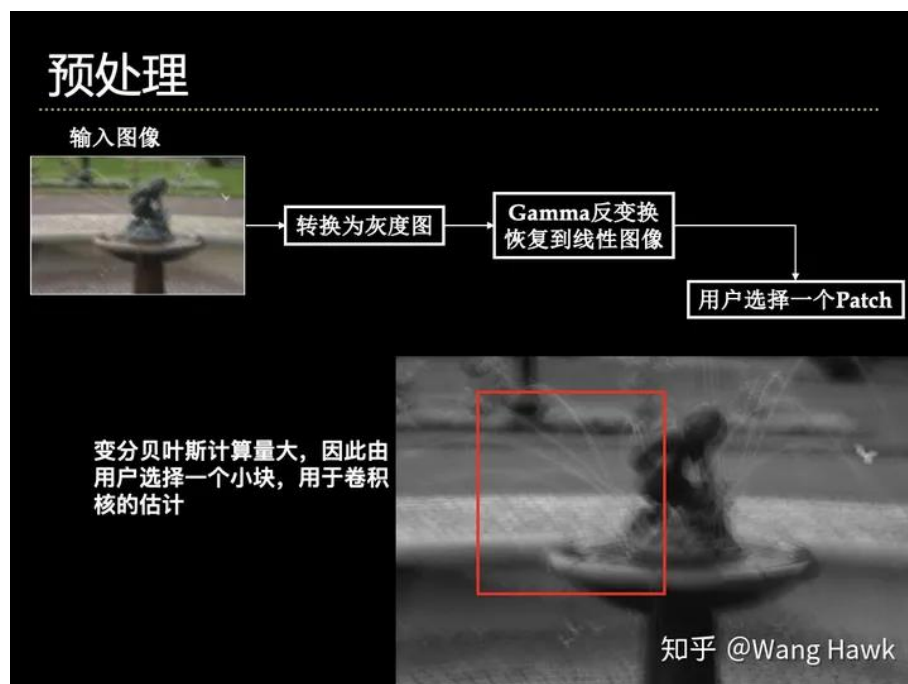 预处理
输入图像
转换为灰度图
Gamma反变换
恢复到线性图像
用户选择一个Patch
变分贝叶斯计算量大，因此由
用户选择一个小块，用于卷积
核的估计
知乎 @Wang Hawk